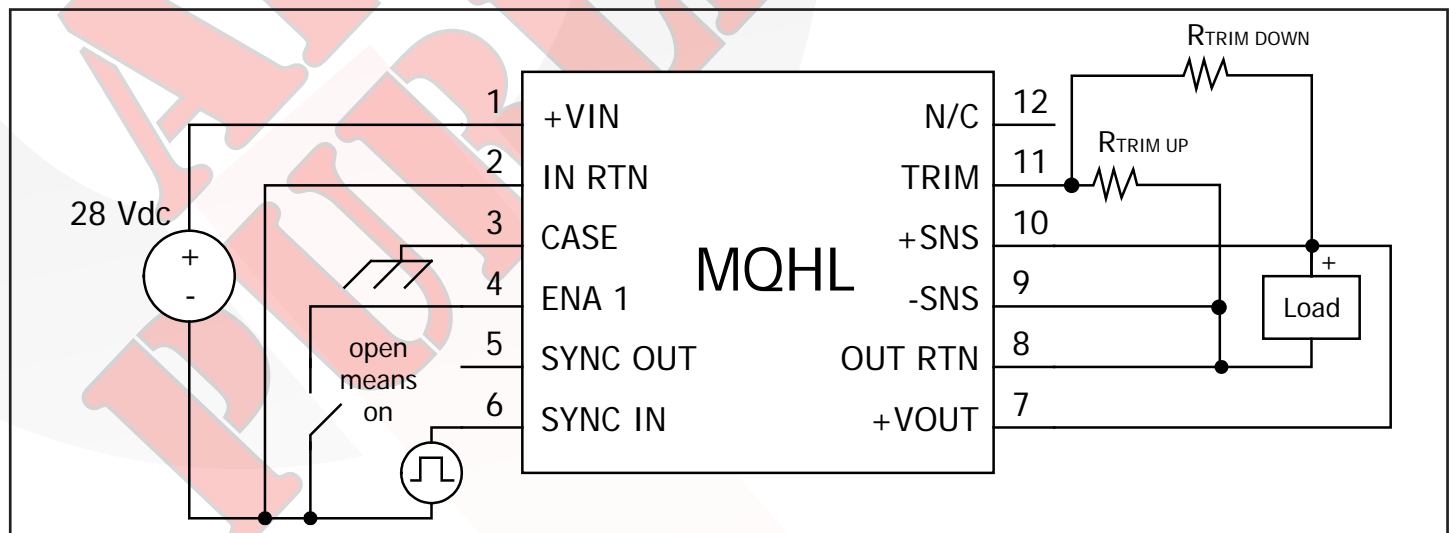 RTRIM DOWN
1
+VIN
N/C
12
RTRIM UP
2
IN RTN
TRIM
11
28 Vdc
3
CASE
+SNS
10
+
-
MQHL
+
4
ENA 1
-SNS
9
Load
open
means
on
5
SYNC OUT
OUT RTN
8
6
SYNC IN
+VOUT
7